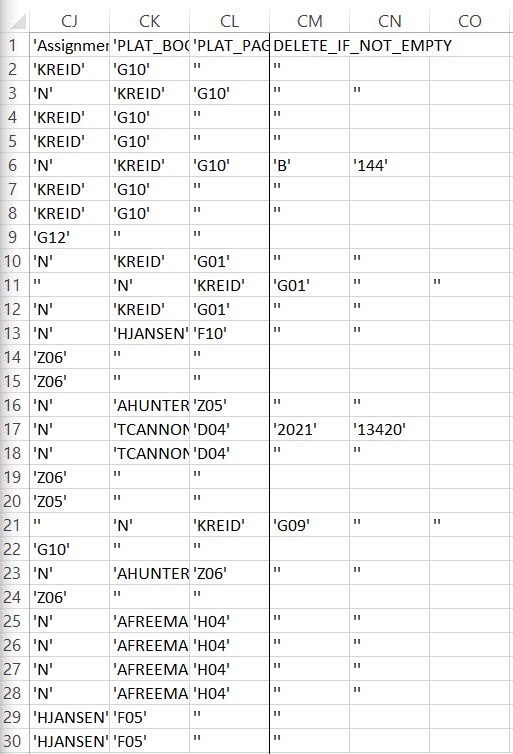 CJ CK CL CM CN CO
1 'Assignmer 'PLAT_BOO 'PLAT_PAG DELETE_IF_NOT_EMPTY
2 'KREID' 'G10' '' ''
3 'N' 'KREID' 'G10' '' ''
4 'KREID' 'G10' '' ''
5 'KREID' 'G10' '' ''
6 'N' 'KREID' 'G10' 'B' '144'
7 'KREID' 'G10' '' ''
8 'KREID' 'G10' '' ''
9 'G12' '' ''
10 'N' 'KREID' 'G01' '' ''
11 '' 'N' 'KREID' 'G01' '' ''
12 'N' 'KREID' 'G01' '' ''
13 'N' 'HJANSEN' 'F10' '' ''
14 'Z06' '' ''
15 'Z06' '' ''
16 'N' 'AHUNTER 'Z05' '' ''
17 'N' 'TCANNON 'D04' '2021' '13420'
18 'N' 'TCANNON 'D04' '' ''
19 'Z06' '' ''
20 'Z05' '' ''
21 '' 'N' 'KREID' 'G09' '' ''
22 'G10' '' ''
23 'N' 'AHUNTER 'Z06' '' ''
24 'Z06' '' ''
25 'N' 'AFREEMA 'H04' '' ''
26 'N' 'AFREEMA 'H04' '' ''
27 'N' 'AFREEMA 'H04' '' ''
28 'N' 'AFREEMA 'H04' '' ''
29 'HJANSEN' 'F05' '' ''
30 'HJANSEN' 'F05' '' ''